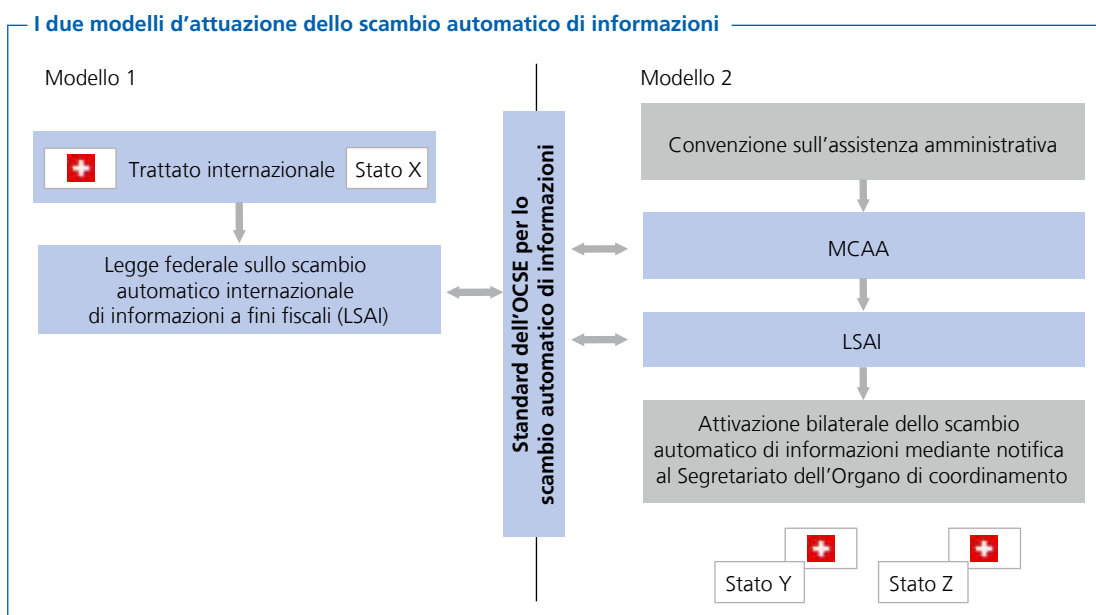 I due modelli d’attuazione dello scambio automatico di informazioni
Modello 1
Trattato internazionale
Stato X
Legge federale sullo scambio
automatico internazionale
di informazioni a fini fiscali (LSAI)
Standard dell’OCSE per lo
scambio automatico di informazioni
Modello 2
Convenzione sull’assistenza amministrativa
MCAA
LSAI
Attivazione bilaterale dello scambio
automatico di informazioni mediante notifica
al Segretariato dell’Organo di coordinamento
Stato Y
Stato Z